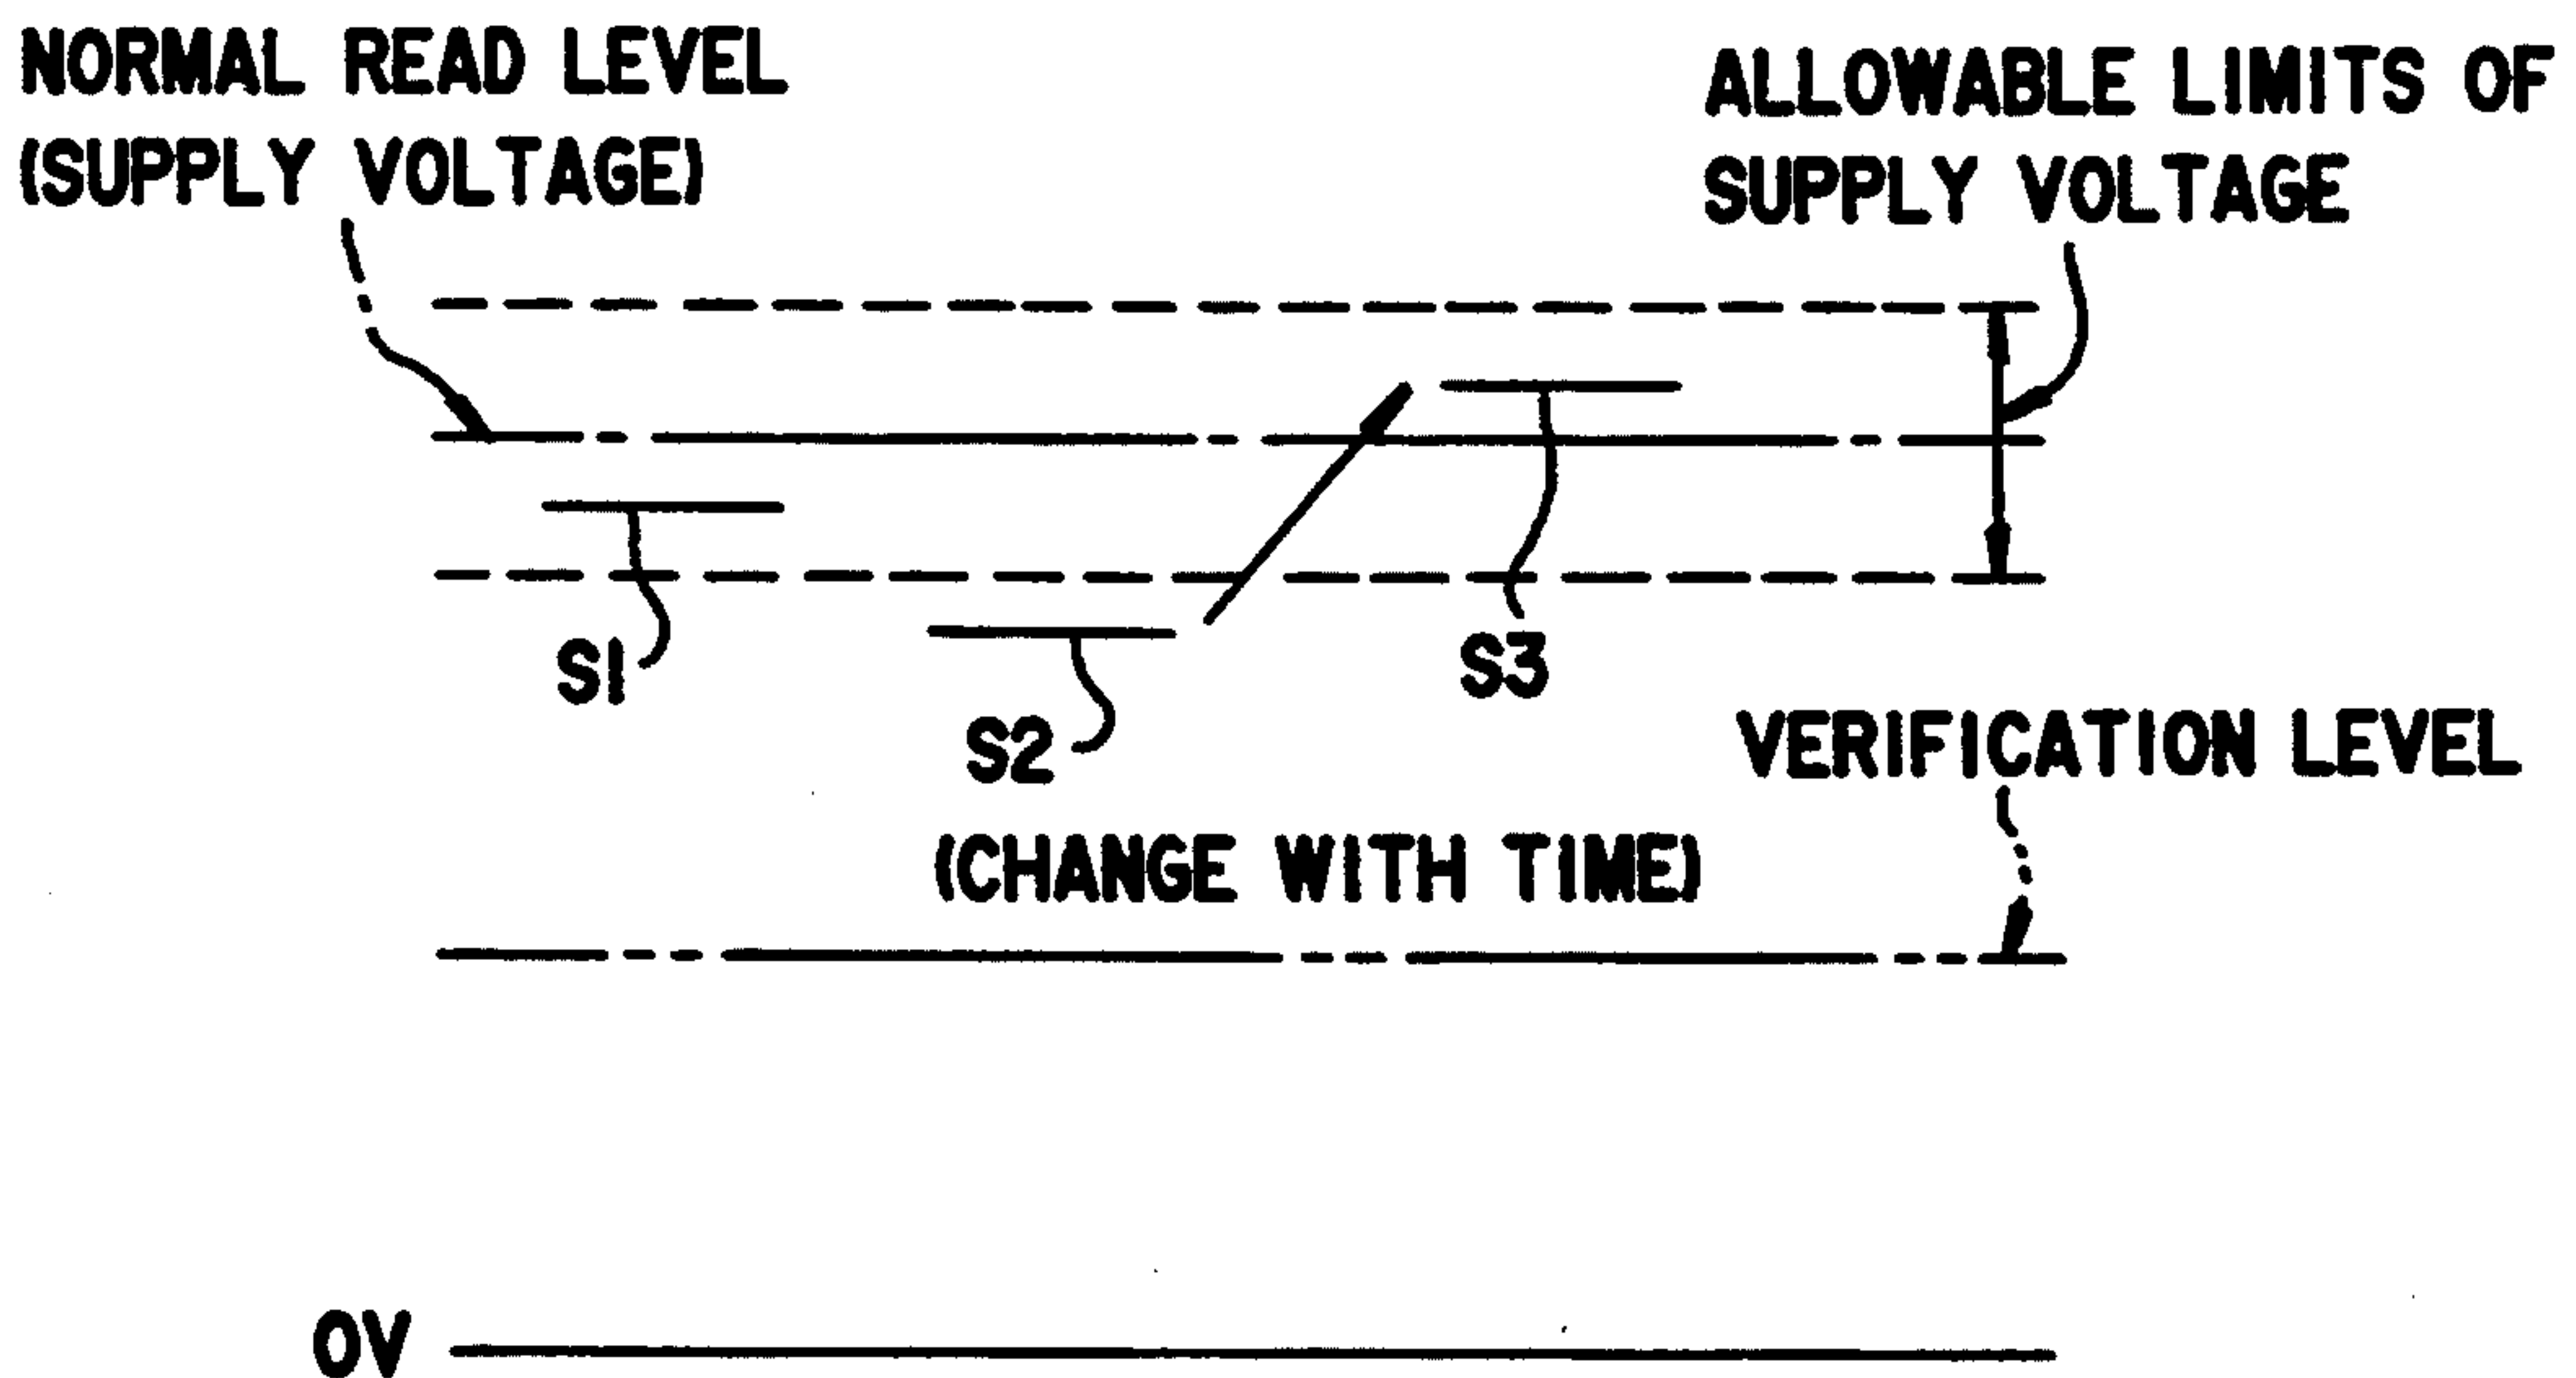 NORMAL READ LEVEL
(SUPPLY VOLTAGE)
ALLOWABLE LIMITS OF
SUPPLY VOLTAGE
S1
S2
S3
VERIFICATION LEVEL
(CHANGE WITH TIME)
0V